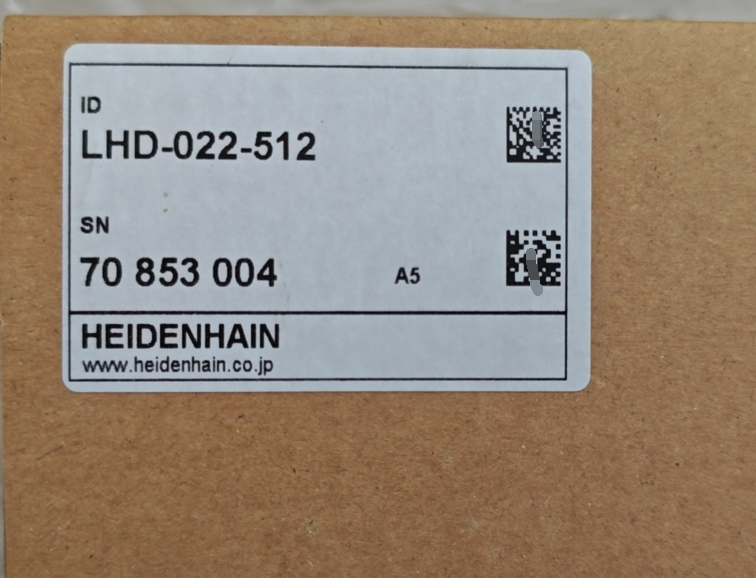 ID
LHD-022-512
SN
70 853 004 A5
HEIDENHAIN
www.heidenhain.co.jp